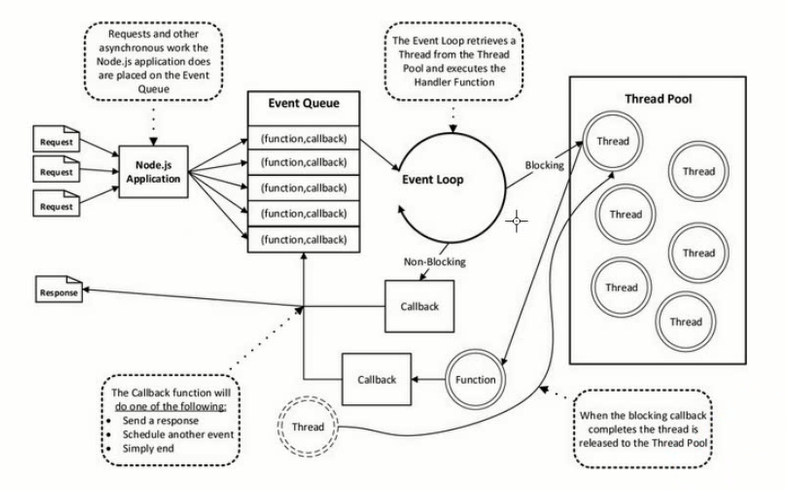 Requests and other
asynchronous work the
Node.js application does
are placed on the Event
Queue
The Event Loop retrieves a
Thread from the Thread
Pool and executes the
Handler Function
Event Queue
(function,callback)
(function,callback)
(function,callback)
(function,callback)
(function,callback)
Request
Request
Request
Node.js
Application
Event Loop
Blocking
Non-Blocking
Thread Pool
Thread
Thread
Thread
Thread
Thread
Thread
Response
Callback
Callback
Function
Thread
The Callback function will
do one of the following:
• Send a response
• Schedule another event
• Simply end
When the blocking callback
completes the thread is
released to the Thread Pool